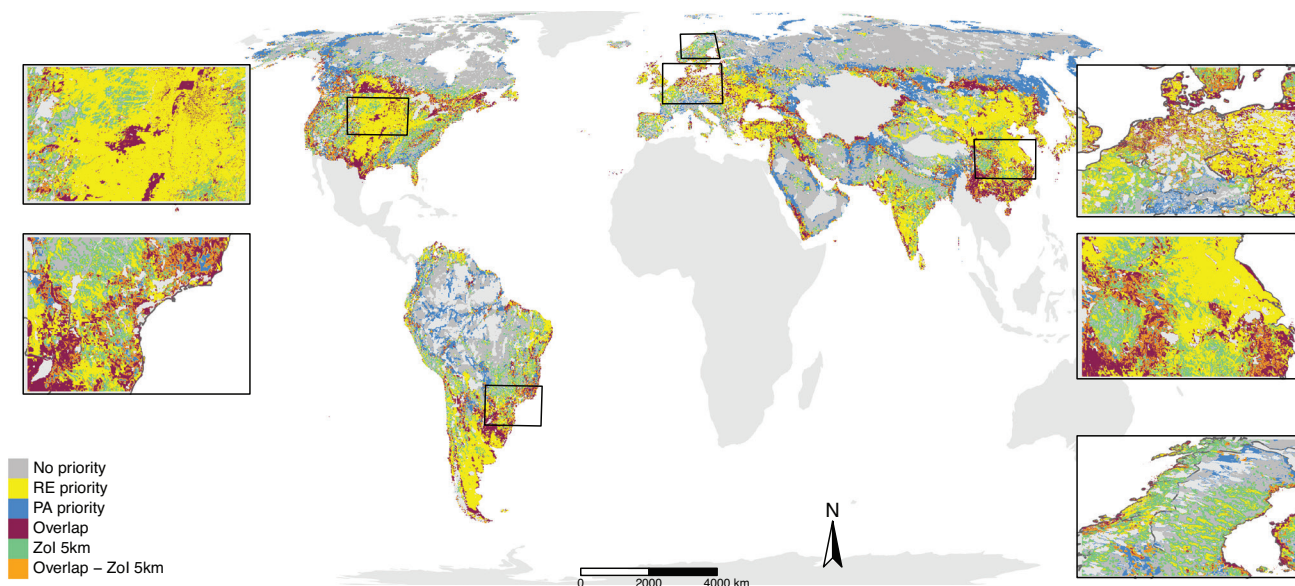 No priority
RE priority
PA priority
Overlap
ZoI 5km
Overlap – ZoI 5km
N
0 2000 4000 km